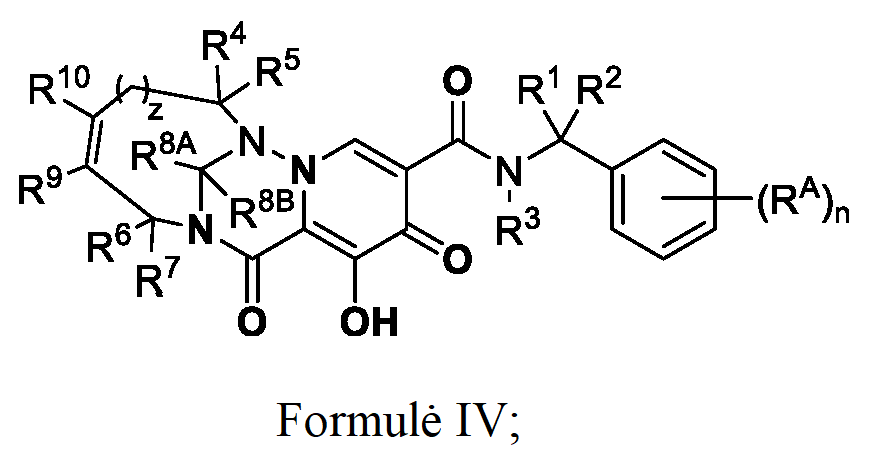 R⁴
R¹⁰ ( )z R⁵ O R¹ R²
R⁸ᴬ N N
R⁹ R⁸ᴮ N (Rᴬ)n
R⁶ N R³
R⁷ O
O OH
Formulė IV;